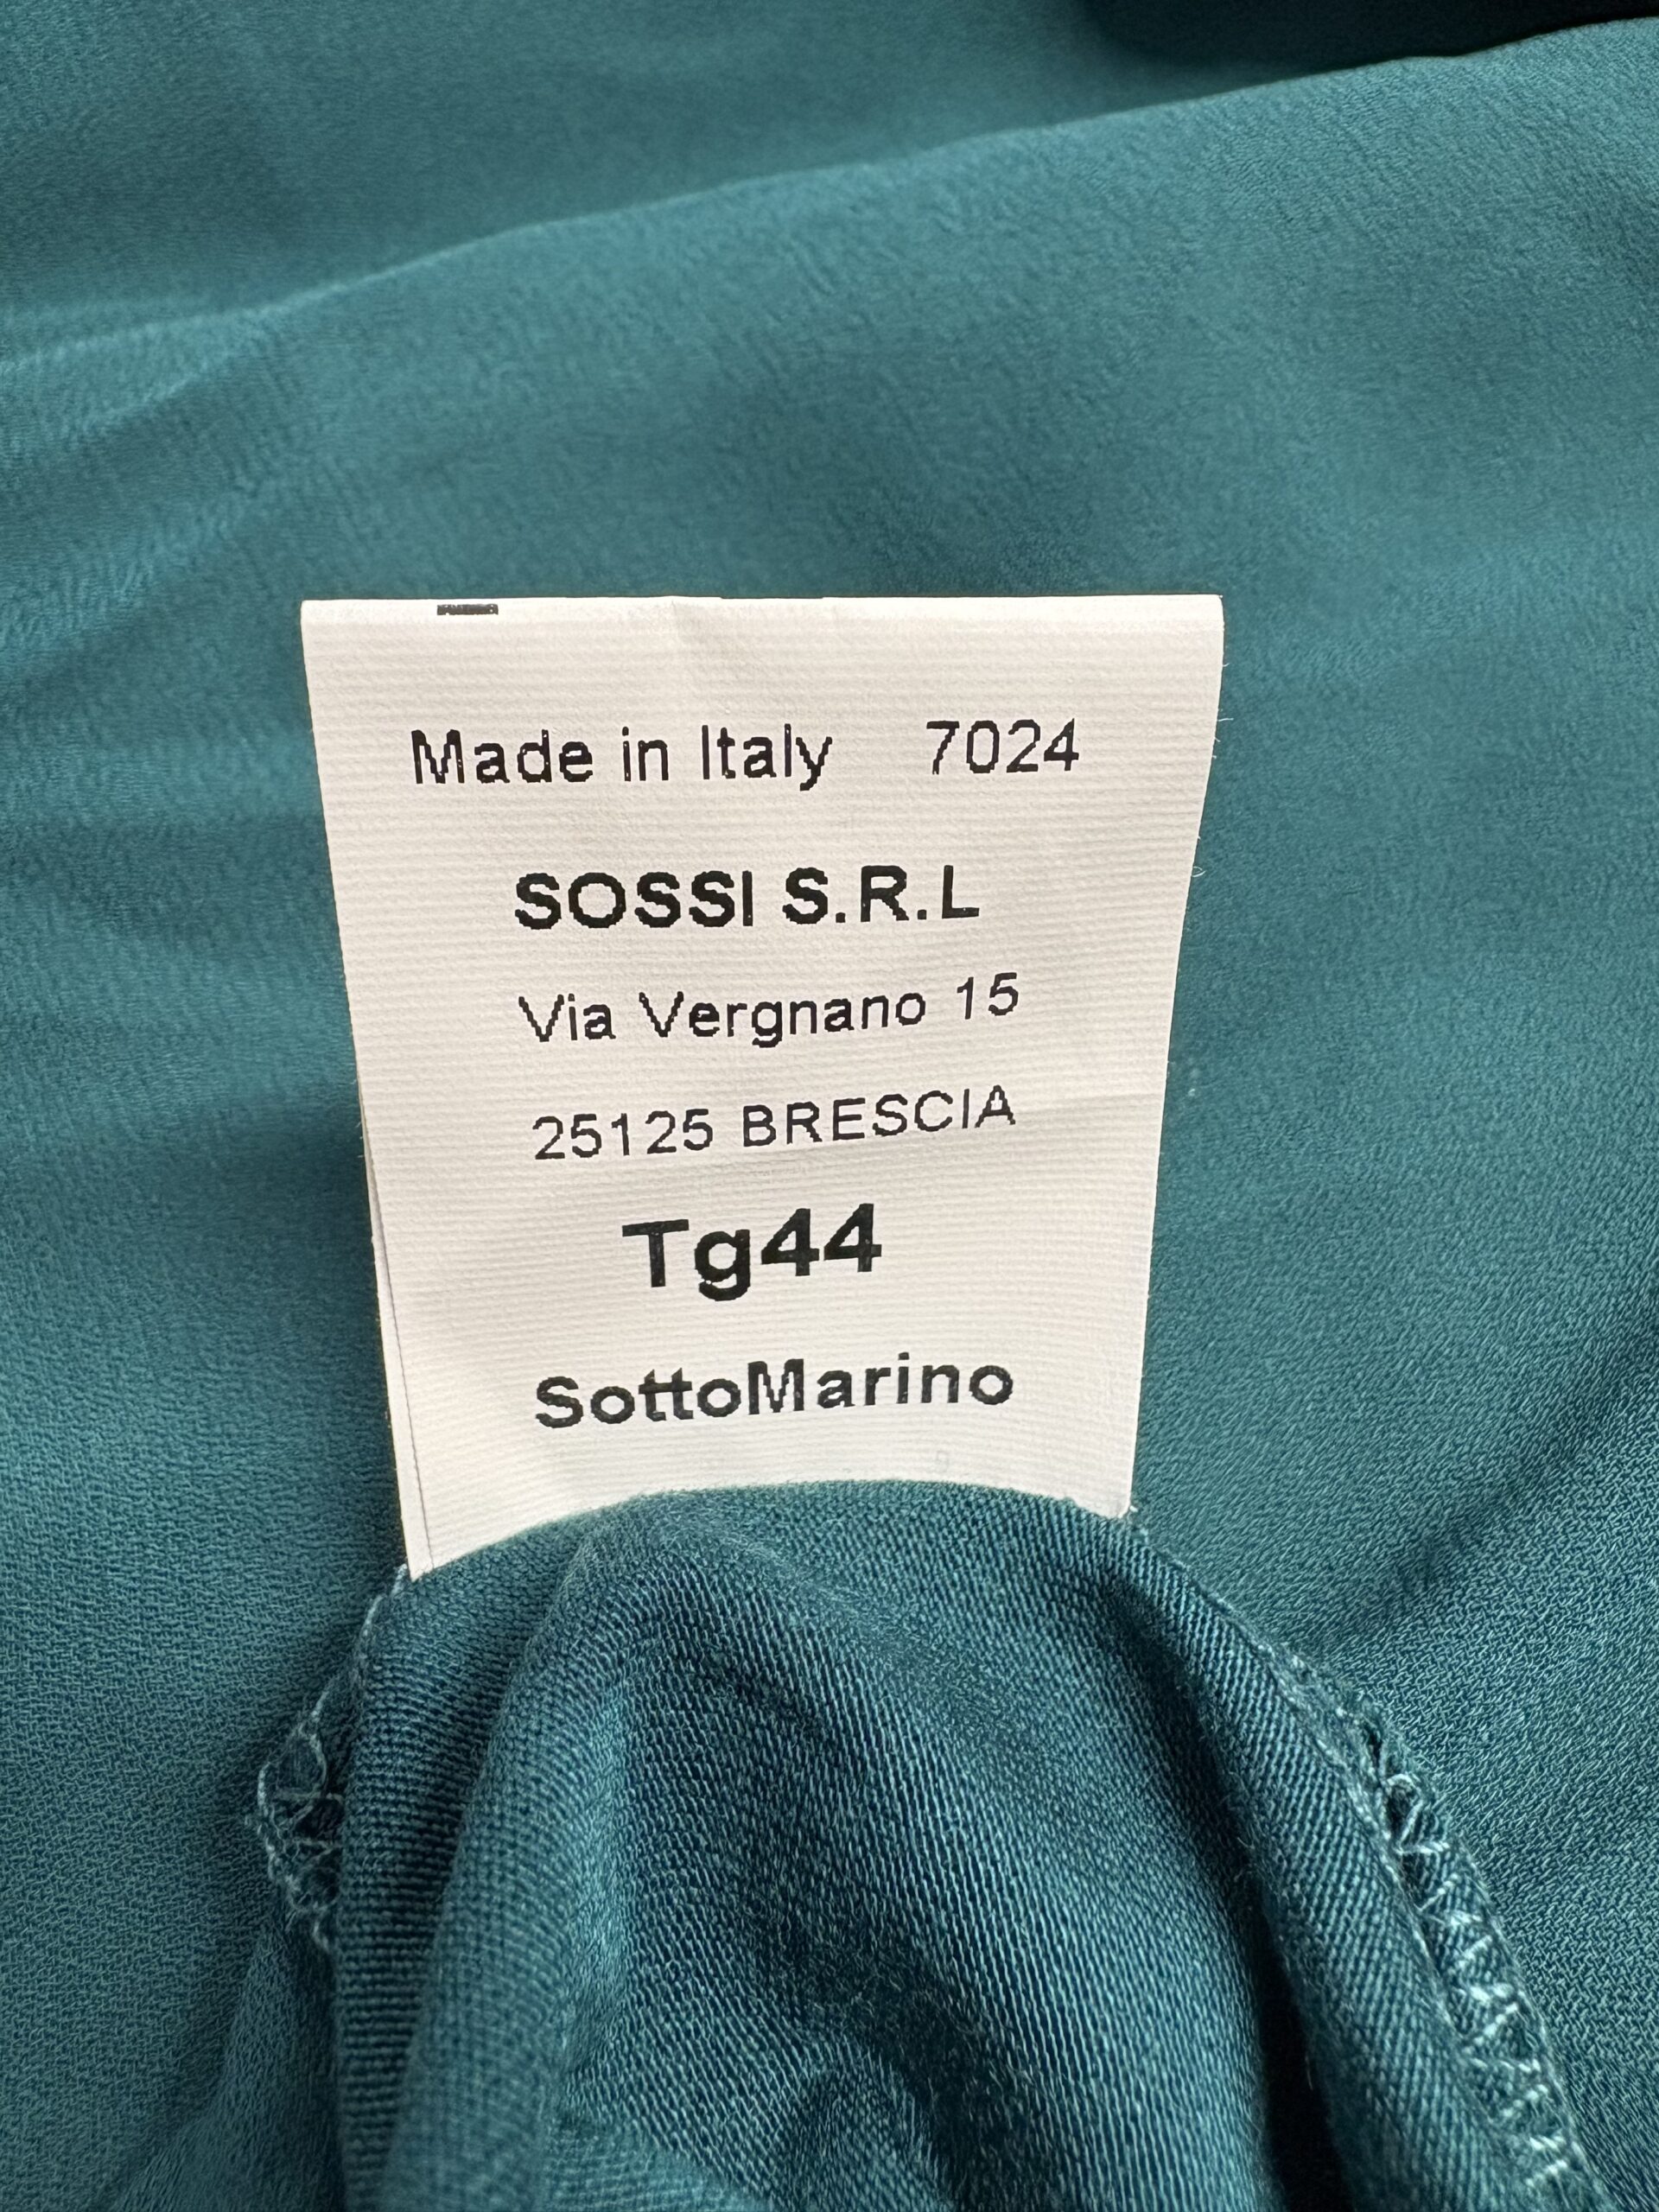 Made in Italy 7024
SOSSI S.R.L
Via Vergnano 15
25125 BRESCIA
Tg44
SottoMarino